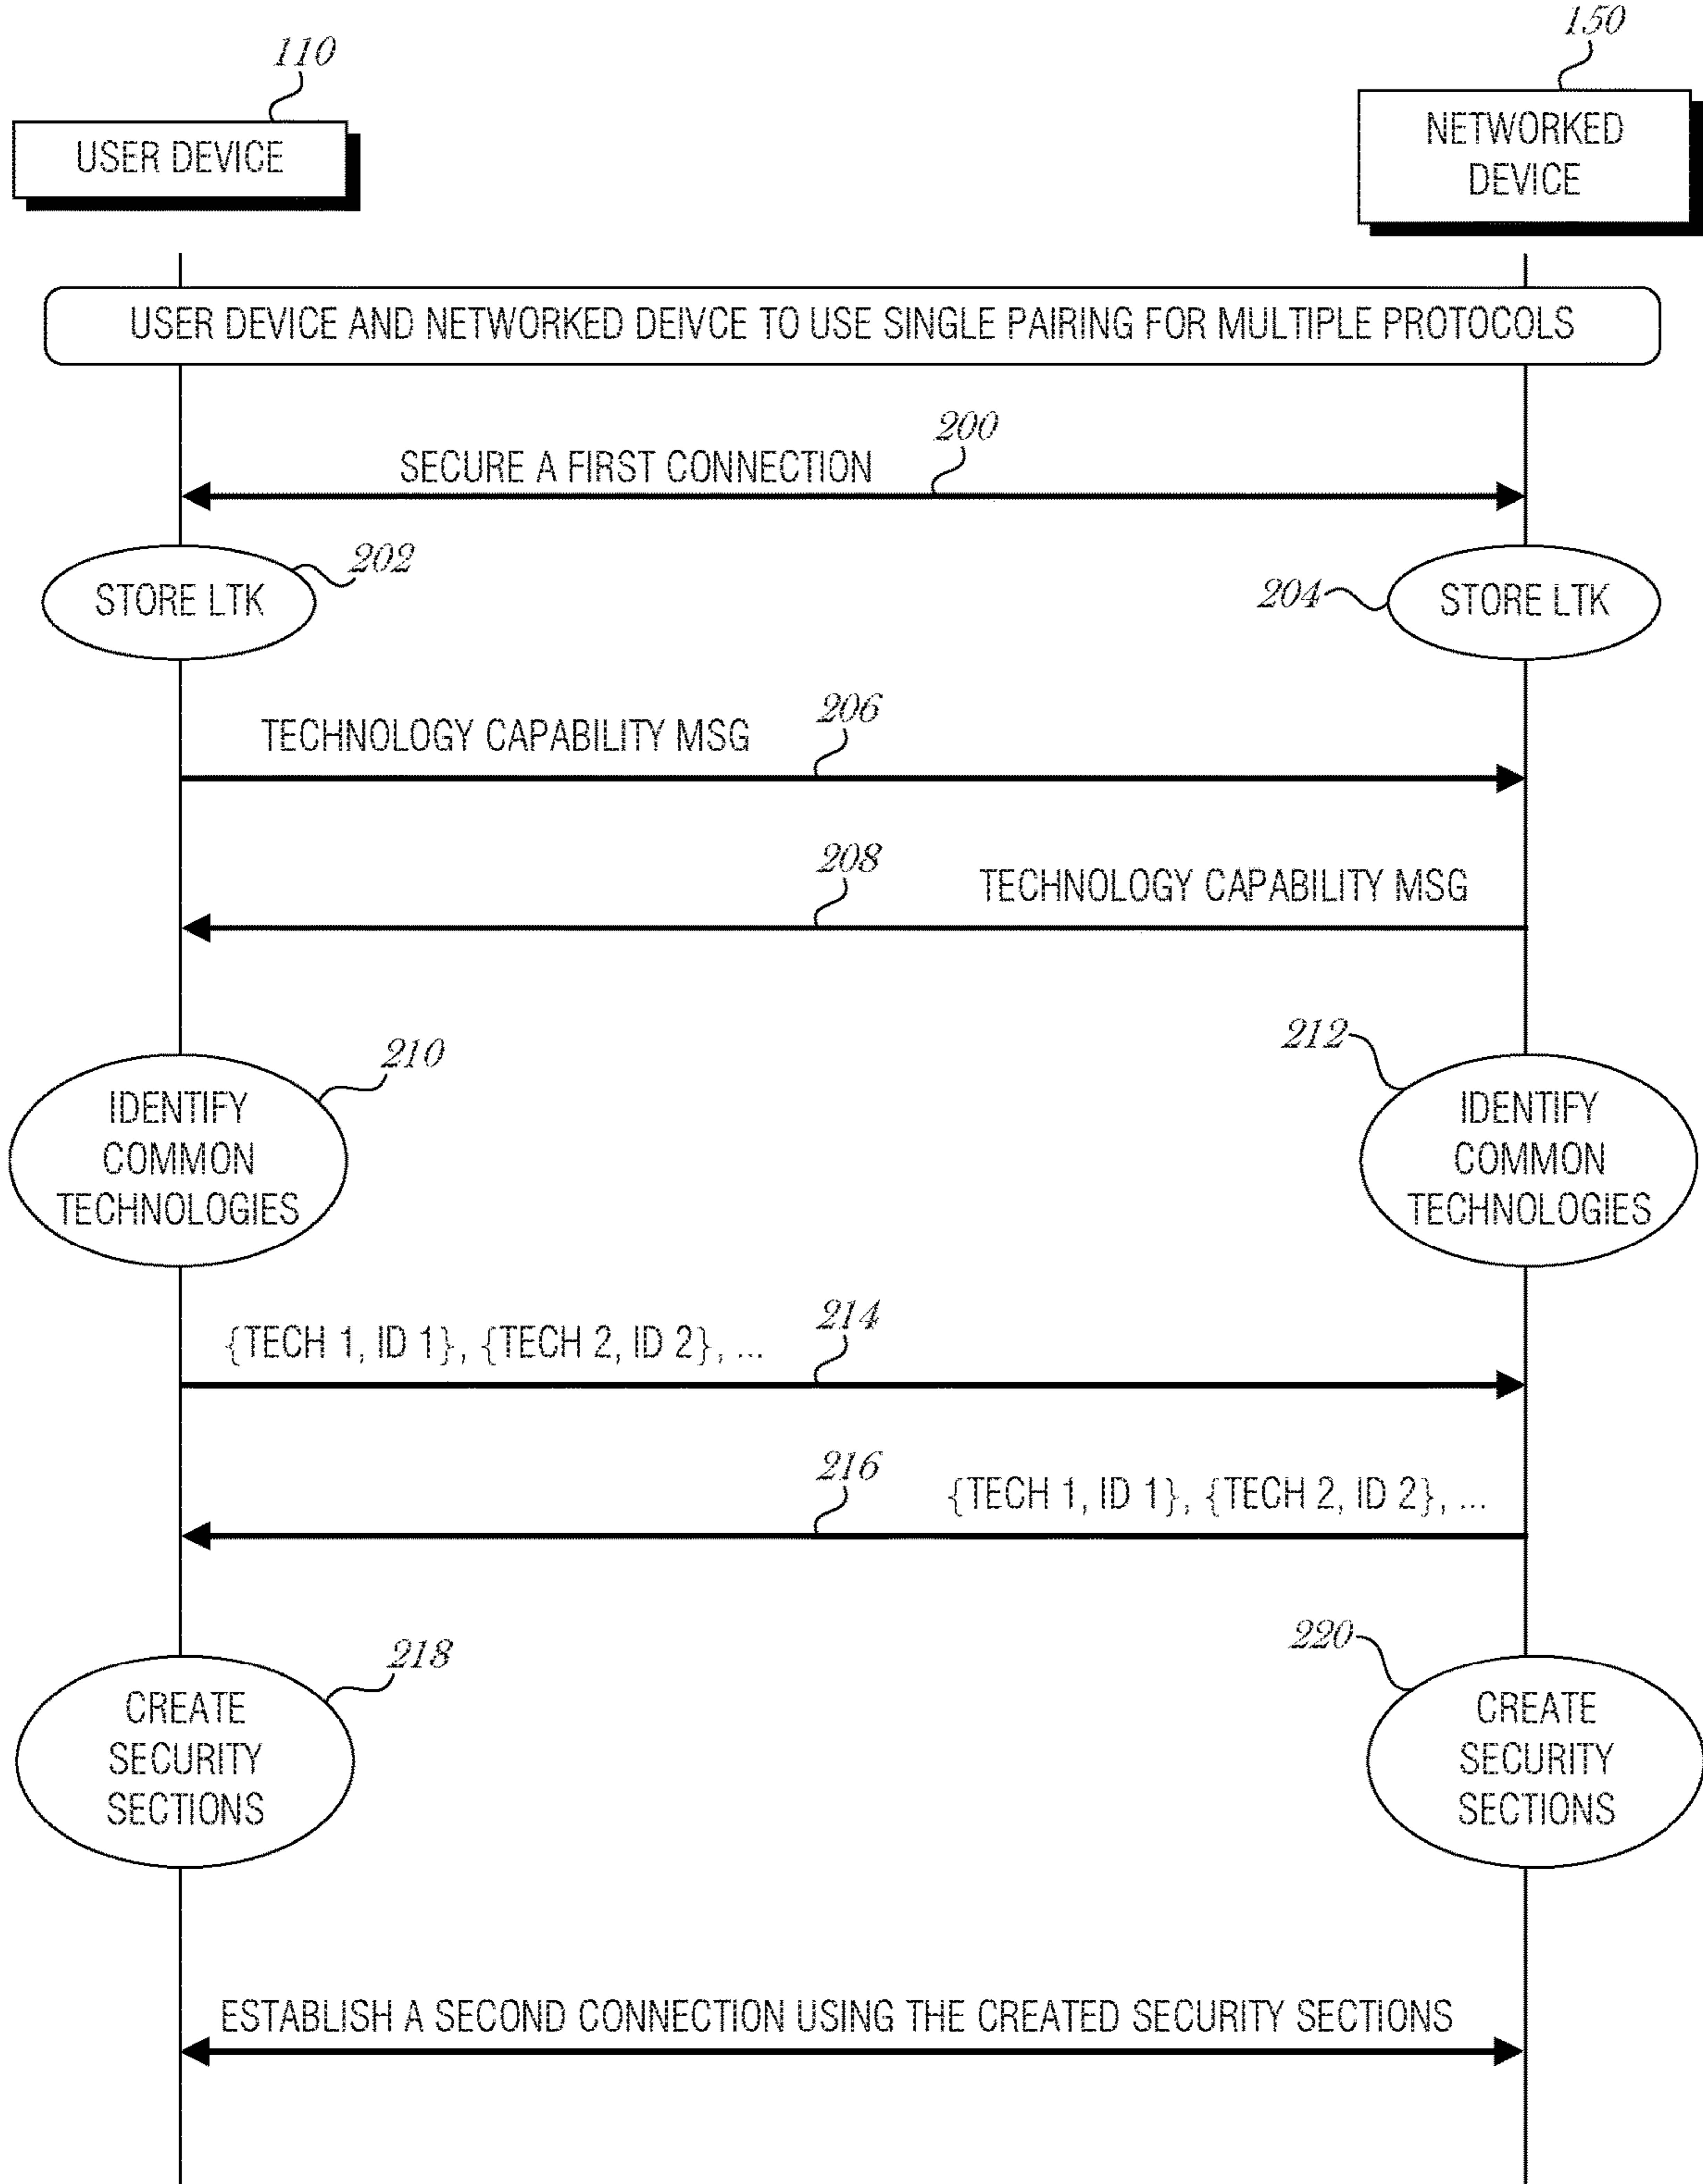 150
110
NETWORKED
USER DEVICE
DEVICE
USER DEVICE AND NETWORKED DEIVCE TO USE SINGLE PAIRING FOR MULTIPLE PROTOCOLS
200
SECURE A FIRST CONNECTION
202
STORE LTK
204
STORE LTK
206
TECHNOLOGY CAPABILITY MSG
208
TECHNOLOGY CAPABILITY MSG
210
IDENTIFY
COMMON
TECHNOLOGIES
212
IDENTIFY
COMMON
TECHNOLOGIES
214
{TECH 1, ID 1}, {TECH 2, ID 2}, ...
216
{TECH 1, ID 1}, {TECH 2, ID 2}, ...
218
CREATE
SECURITY
SECTIONS
220
CREATE
SECURITY
SECTIONS
ESTABLISH A SECOND CONNECTION USING THE CREATED SECURITY SECTIONS